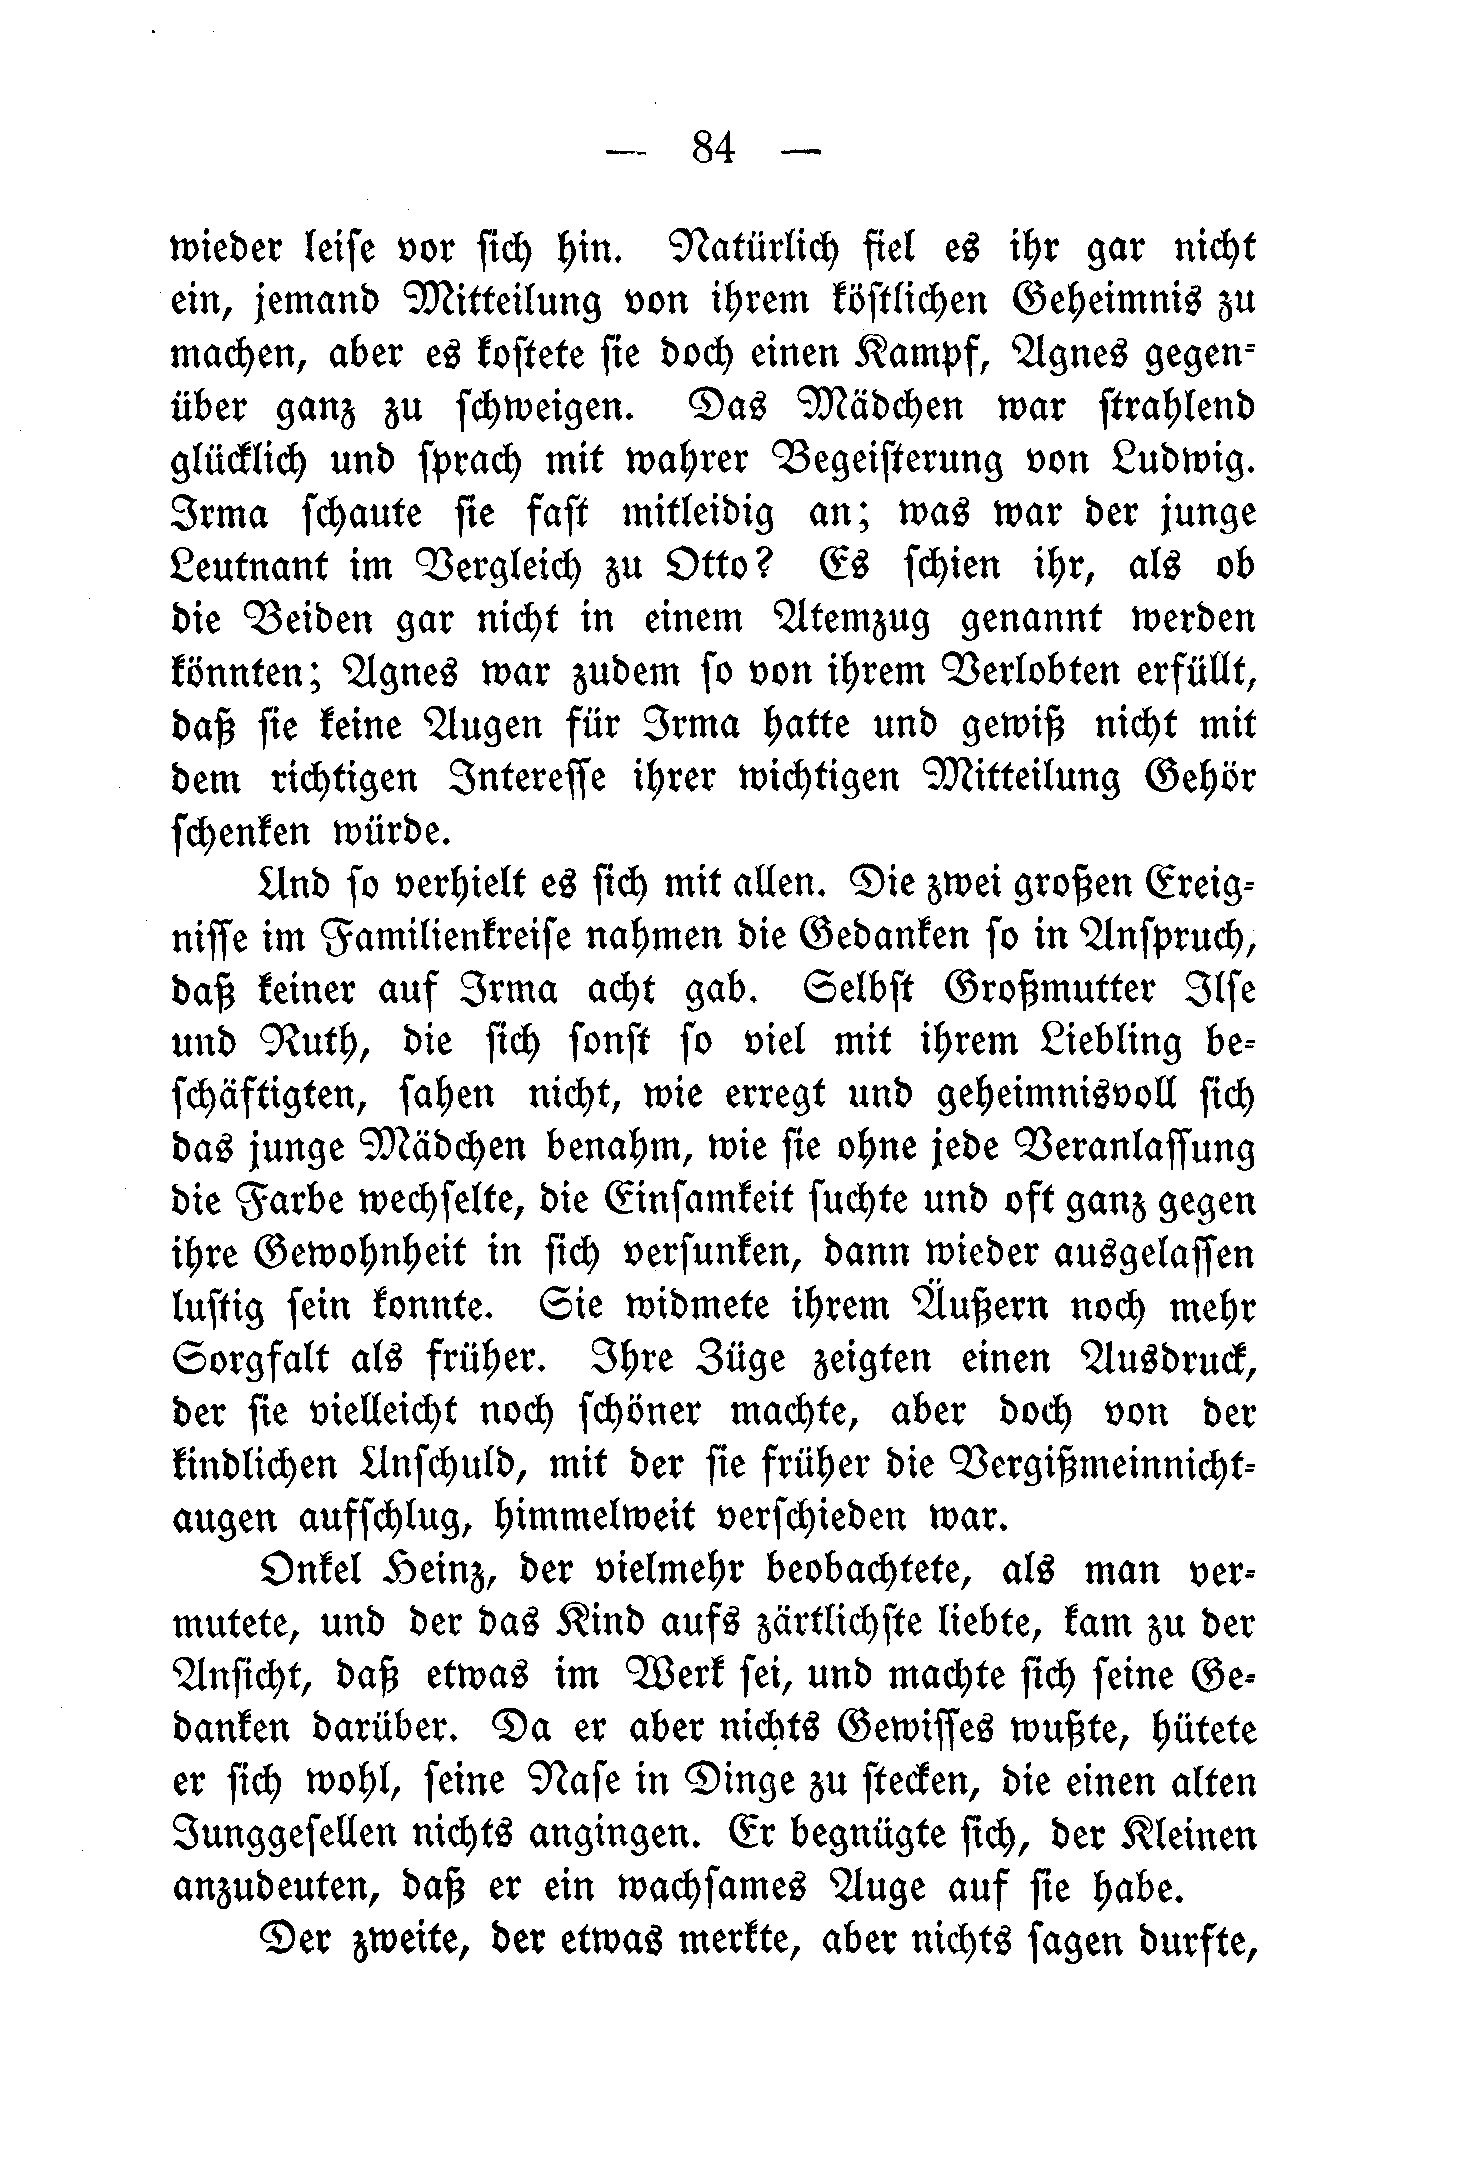 — 84 —
wieder leise vor sich hin. Natürlich fiel es ihr gar nicht
ein, jemand Mitteilung von ihrem köstlichen Geheimnis zu
machen, aber es kostete sie doch einen Kampf, Agnes gegen-
über ganz zu schweigen. Das Mädchen war strahlend
glücklich und sprach mit wahrer Begeisterung von Ludwig.
Irma schaute sie fast mitleidig an; was war der junge
Leutnant im Vergleich zu Otto? Es schien ihr, als ob
die Beiden gar nicht in einem Atemzug genannt werden
könnten; Agnes war zudem so von ihrem Verlobten erfüllt,
daß sie keine Augen für Irma hatte und gewiß nicht mit
dem richtigen Interesse ihrer wichtigen Mitteilung Gehör
schenken würde.
Und so verhielt es sich mit allen. Die zwei großen Ereig-
nisse im Familienkreise nahmen die Gedanken so in Anspruch,
daß keiner auf Irma acht gab. Selbst Großmutter Ilse
und Ruth, die sich sonst so viel mit ihrem Liebling be-
schäftigten, sahen nicht, wie erregt und geheimnisvoll sich
das junge Mädchen benahm, wie sie ohne jede Veranlassung
die Farbe wechselte, die Einsamkeit suchte und oft ganz gegen
ihre Gewohnheit in sich versunken, dann wieder ausgelassen
lustig sein konnte. Sie widmete ihrem Äußern noch mehr
Sorgfalt als früher. Ihre Züge zeigten einen Ausdruck,
der sie vielleicht noch schöner machte, aber doch von der
kindlichen Unschuld, mit der sie früher die Vergißmeinnicht-
augen aufschlug, himmelweit verschieden war.
Onkel Heinz, der vielmehr beobachtete, als man ver-
mutete, und der das Kind aufs zärtlichste liebte, kam zu der
Ansicht, daß etwas im Werk sei, und machte sich seine Ge-
danken darüber. Da er aber nichts Gewisses wußte, hütete
er sich wohl, seine Nase in Dinge zu stecken, die einen alten
Junggesellen nichts angingen. Er begnügte sich, der Kleinen
anzudeuten, daß er ein wachsames Auge auf sie habe.
Der zweite, der etwas merkte, aber nichts sagen durfte,